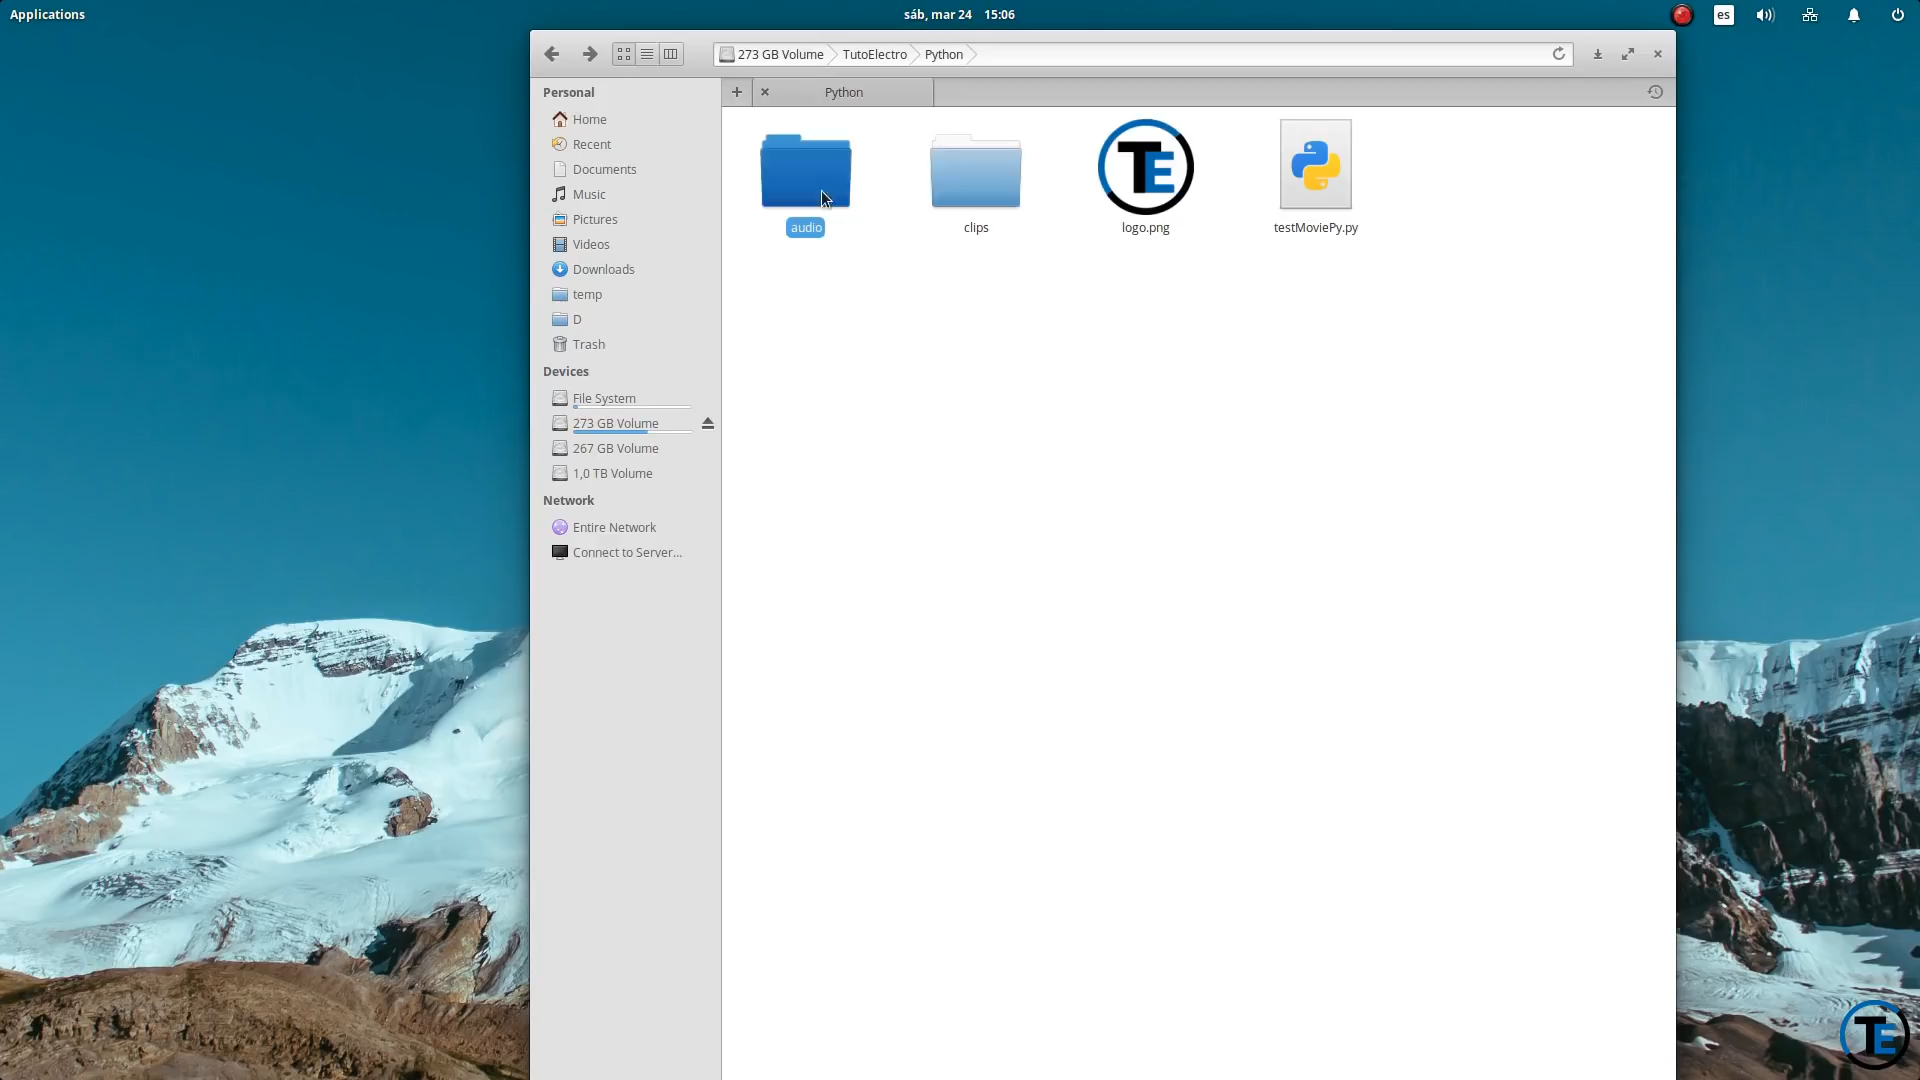 Applications
sáb, mar 24 15:06
es
273 GB Volume
TutoElectro
Python
Personal
Python
Home
Recent
Documents
Music
Pictures
Videos
Downloads
temp
D
Trash
Devices
File System
273 GB Volume
267 GB Volume
1,0 TB Volume
Network
Entire Network
Connect to Server...
TE
audio
clips
logo.png
testMoviePy.py
TE